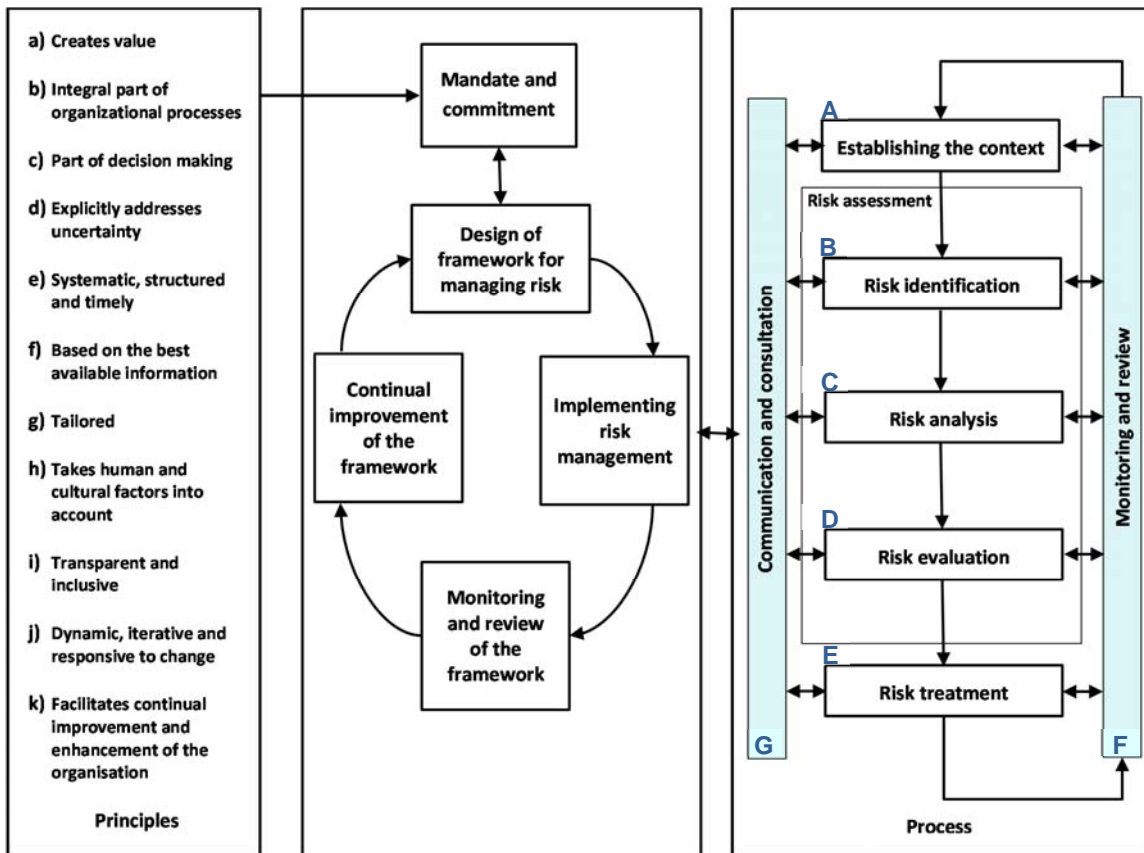 a) Creates value
b) Integral part of
organizational processes
c) Part of decision making
d) Explicitly addresses
uncertainty
e) Systematic, structured
and timely
f) Based on the best
available information
g) Tailored
h) Takes human and
cultural factors into
account
i) Transparent and
inclusive
j) Dynamic, iterative and
responsive to change
k) Facilitates continual
improvement and
enhancement of the
organisation
Principles
Mandate and
commitment
Design of
framework for
managing risk
Implementing
risk
management
Monitoring
and review
of the
framework
Continual
improvement
of the
framework
Communication and consultation
G
A
Establishing the context
Risk assessment
B
Risk identification
C
Risk analysis
D
Risk evaluation
E
Risk treatment
Monitoring and review
F
Process